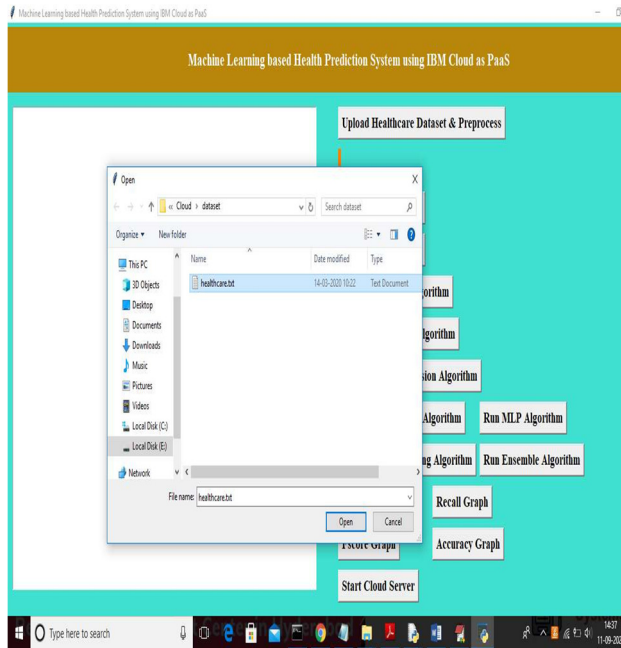 Machine Learning based Health Prediction System using IBM Cloud as PaaS
Machine Learning based Health Prediction System using IBM Cloud as PaaS
Upload Healthcare Dataset & Preprocess
Open
« Cloud > dataset
Search dataset
Organize
New folder
Name
Date modified
Type
This PC
healthcare.txt
14-03-2020 10:22
Text Document
3D Objects
Desktop
Documents
Downloads
Music
Pictures
Videos
Local Disk (C:)
Local Disk (E:)
Network
orithm
lgorithm
sion Algorithm
Algorithm
Run MLP Algorithm
ng Algorithm
Run Ensemble Algorithm
File name:
healthcare.txt
Open
Cancel
Recall Graph
Fscore Graph
Accuracy Graph
Start Cloud Server
Type here to search
14:37